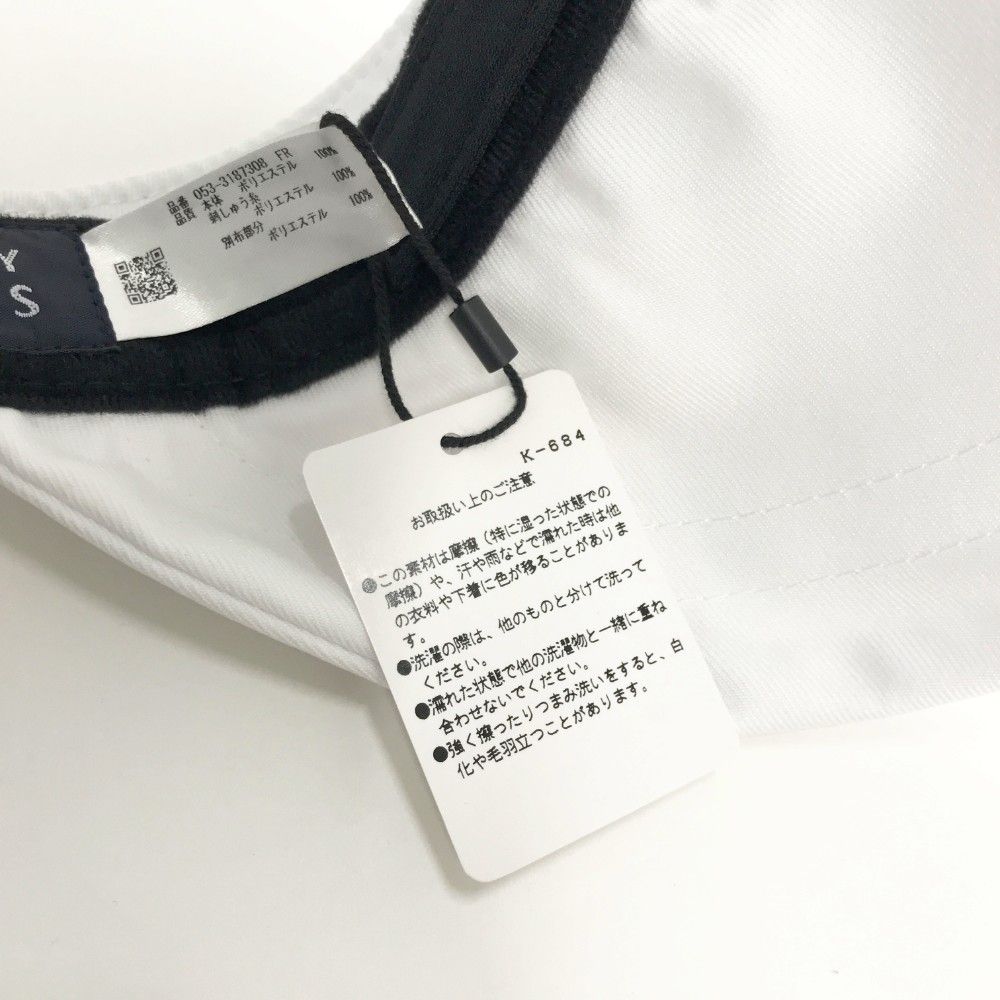 品番 053-3187308 FR
品質 本体 ポリエステル 100%
刺しゅう糸 ポリエステル 100%
別布部分 ポリエステル 100%
Y
S
K-684
お取扱い上のご注意
●この素材は摩擦（特に湿った状態での
摩擦）や、汗や雨などで濡れた時は他
の衣料や下着に色が移ることがありま
す。
●洗濯の際は、他のものと分けて洗って
ください。
●濡れた状態で他の洗濯物と一緒に重ね
合わせないでください。
●強く擦ったりつまみ洗いをすると、白
化や毛羽立つことがあります。